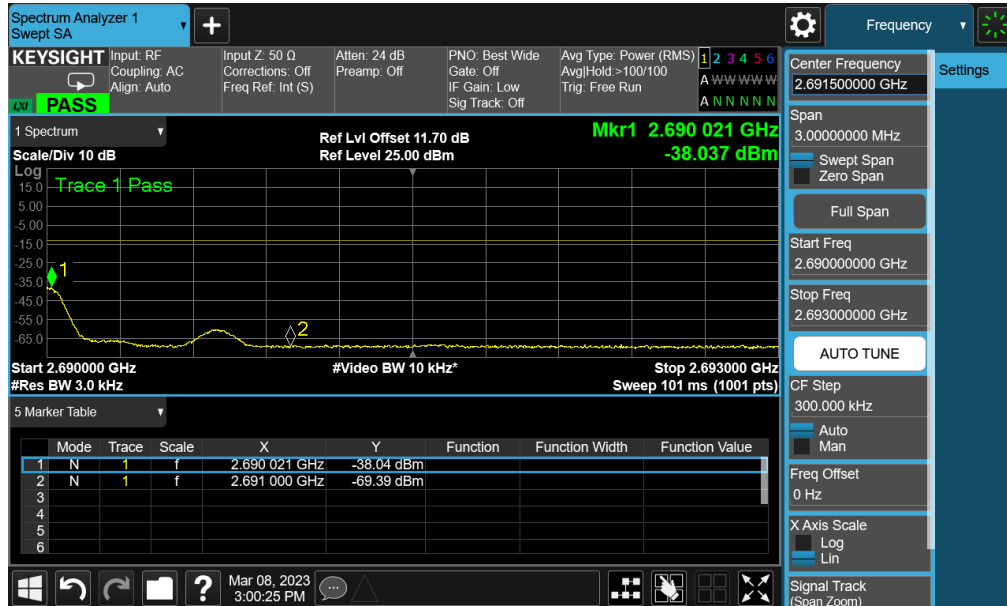 Spectrum Analyzer 1
Swept SA
+
Frequency
KEYSIGHT
LXI
PASS
Input: RF
Coupling: AC
Align: Auto
Input Z: 50 Ω
Corrections: Off
Freq Ref: Int (S)
Atten: 24 dB
Preamp: Off
PNO: Best Wide
Gate: Off
IF Gain: Low
Sig Track: Off
Avg Type: Power (RMS)
Avg|Hold:>100/100
Trig: Free Run
1 2 3 4 5 6
A W W W W W
A N N N N N
1 Spectrum
Scale/Div 10 dB
Ref Lvl Offset 11.70 dB
Ref Level 25.00 dBm
Mkr1 2.690 021 GHz
-38.037 dBm
Log
Trace 1 Pass
15.0
5.00
-5.00
-15.0
-25.0
-35.0
-45.0
-55.0
-65.0
1
2
Start 2.690000 GHz
#Res BW 3.0 kHz
#Video BW 10 kHz*
Stop 2.693000 GHz
Sweep 101 ms (1001 pts)
5 Marker Table
Mode Trace Scale X Y Function Function Width Function Value
1 N 1 f 2.690 021 GHz -38.04 dBm
2 N 1 f 2.691 000 GHz -69.39 dBm
3
4
5
6
Center Frequency
2.691500000 GHz
Settings
Span
3.00000000 MHz
Swept Span
Zero Span
Full Span
Start Freq
2.690000000 GHz
Stop Freq
2.693000000 GHz
AUTO TUNE
CF Step
300.000 kHz
Auto
Man
Freq Offset
0 Hz
X Axis Scale
Log
Lin
Signal Track
(Span Zoom)
?
Mar 08, 2023
3:00:25 PM